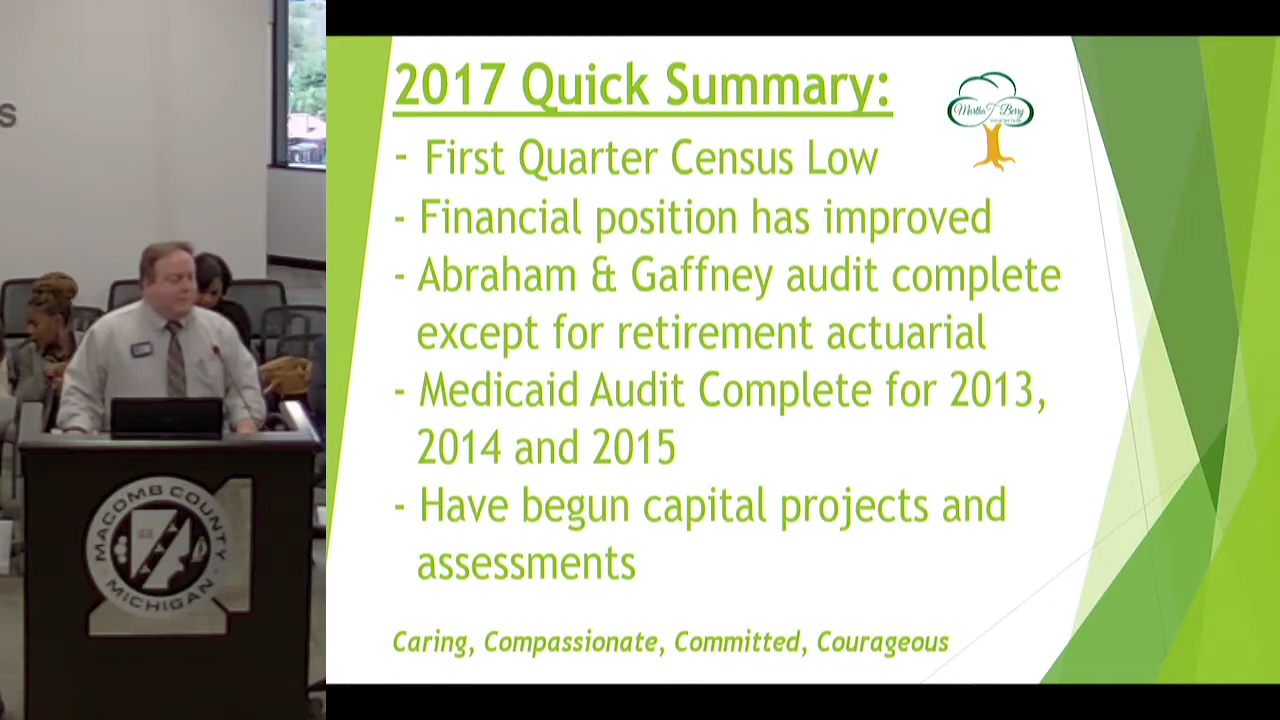 s
2017 Quick Summary:
Martha T Berry
- First Quarter Census Low
- Financial position has improved
- Abraham & Gaffney audit complete
except for retirement actuarial
- Medicaid Audit Complete for 2013,
2014 and 2015
- Have begun capital projects and
assessments
Caring, Compassionate, Committed, Courageous
MACOMB COUNTY
MICHIGAN